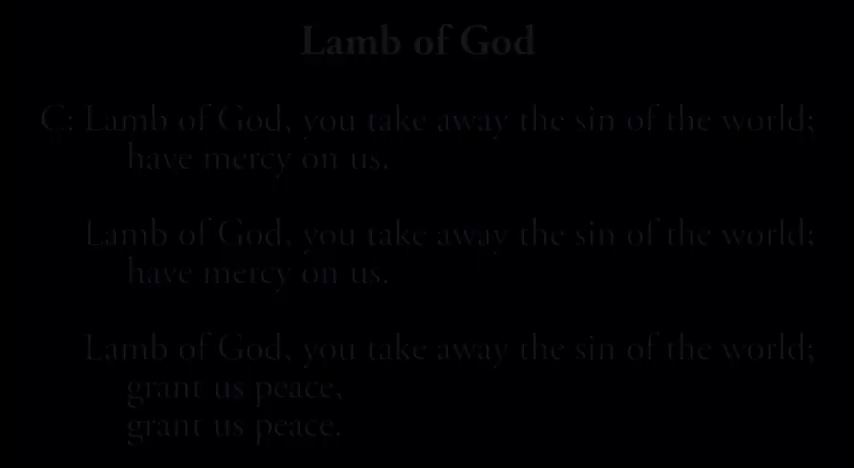 Lamb of God
C: Lamb of God, you take away the sin of the world;
have mercy on us.
Lamb of God, you take away the sin of the world;
have mercy on us.
Lamb of God, you take away the sin of the world;
grant us peace,
grant us peace.